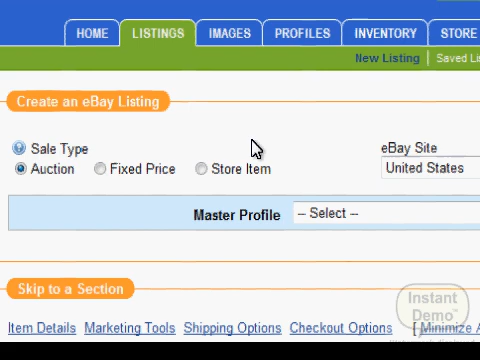 HOME LISTINGS IMAGES PROFILES INVENTORY STORE
New Listing Saved Li
Create an eBay Listing
Sale Type eBay Site
Auction Fixed Price Store Item United States
Master Profile -- Select --
Skip to a Section
Instant Demo™
Item Details Marketing Tools Shipping Options Checkout Options [ Minimize A